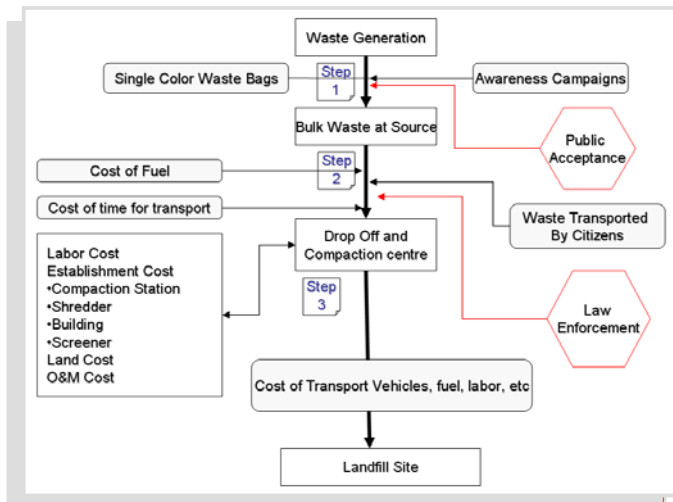 Waste Generation
Single Color Waste Bags
Step
1
Awareness Campaigns
Bulk Waste at Source
Public
Acceptance
Cost of Fuel
Step
2
Cost of time for transport
Waste Transported
By Citizens
Drop Off and
Compaction centre
Labor Cost
Establishment Cost
•Compaction Station
•Shredder
•Building
•Screener
Land Cost
O&M Cost
Step
3
Law
Enforcement
Cost of Transport Vehicles, fuel, labor, etc
Landfill Site